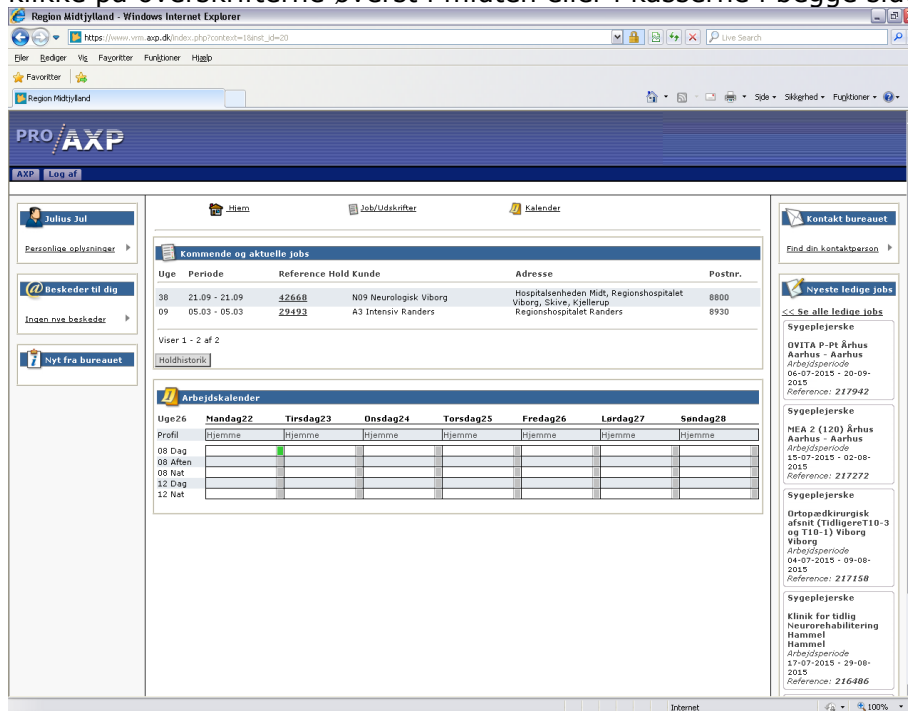 Klikke på overskrifterne øverst i midten eller i kasserne i begge sid
Region Midtjylland - Windows Internet Explorer
https://www.vrm.axp.dk/index.php?context=1&inst_id=20
Live Search
Filer Rediger Vis Favoritter Funktioner Hjælp
Favoritter
Region Midtjylland
Side Sikkerhed Funktioner
PRO/AXP
AXP Log af
Julius Jul
Personlige oplysninger
@ Beskeder til dig
Ingen nye beskeder
Nyt fra bureauet
Hjem Job/Udskrifter Kalender
Kommende og aktuelle jobs
Uge Periode Reference Hold Kunde Adresse Postnr.
38 21.09 - 21.09 42668 N09 Neurologisk Viborg Hospitalsenheden Midt, Regionshospitalet Viborg, Skive, Kjellerup 8800
09 05.03 - 05.03 29493 A3 Intensiv Randers Regionshospitalet Randers 8930
Viser 1 - 2 af 2
Holdhistorik
Arbejdskalender
Uge26 Mandag22 Tirsdag23 Onsdag24 Torsdag25 Fredag26 Lørdag27 Søndag28
Profil Hjemme Hjemme Hjemme Hjemme Hjemme Hjemme Hjemme
08 Dag
08 Aften
08 Nat
12 Dag
12 Nat
Kontakt bureauet
Find din kontaktperson
Nyeste ledige jobs
<< Se alle ledige jobs
Sygeplejerske
OVITA P-Pt Århus
Aarhus - Aarhus
Arbejdsperiode
06-07-2015 - 20-09-
2015
Reference: 217942
Sygeplejerske
MEA 2 (120) Århus
Aarhus - Aarhus
Arbejdsperiode
15-07-2015 - 02-08-
2015
Reference: 217272
Sygeplejerske
Ortopædkirurgisk
afsnit (TidligereT10-3
og T10-1) Viborg
Viborg
Arbejdsperiode
04-07-2015 - 09-08-
2015
Reference: 217158
Sygeplejerske
Klinik for tidlig
Neurorehabilitering
Hammel
Hammel
Arbejdsperiode
17-07-2015 - 29-08-
2015
Reference: 216486
Internet
100%